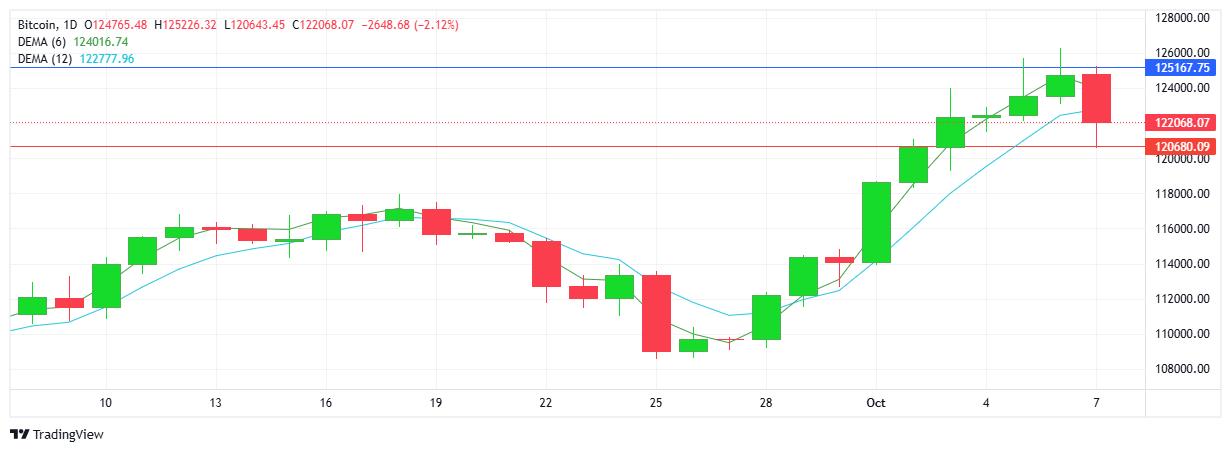 Bitcoin, 1D O124765.48 H125226.32 L120643.45 C122068.07 −2648.68 (−2.12%)
DEMA (6) 124016.74
DEMA (12) 122777.96
128000.00
126000.00
125167.75
124000.00
122068.07
120680.09
120000.00
118000.00
116000.00
114000.00
112000.00
110000.00
108000.00
10 13 16 19 22 25 28 Oct 4 7
TradingView